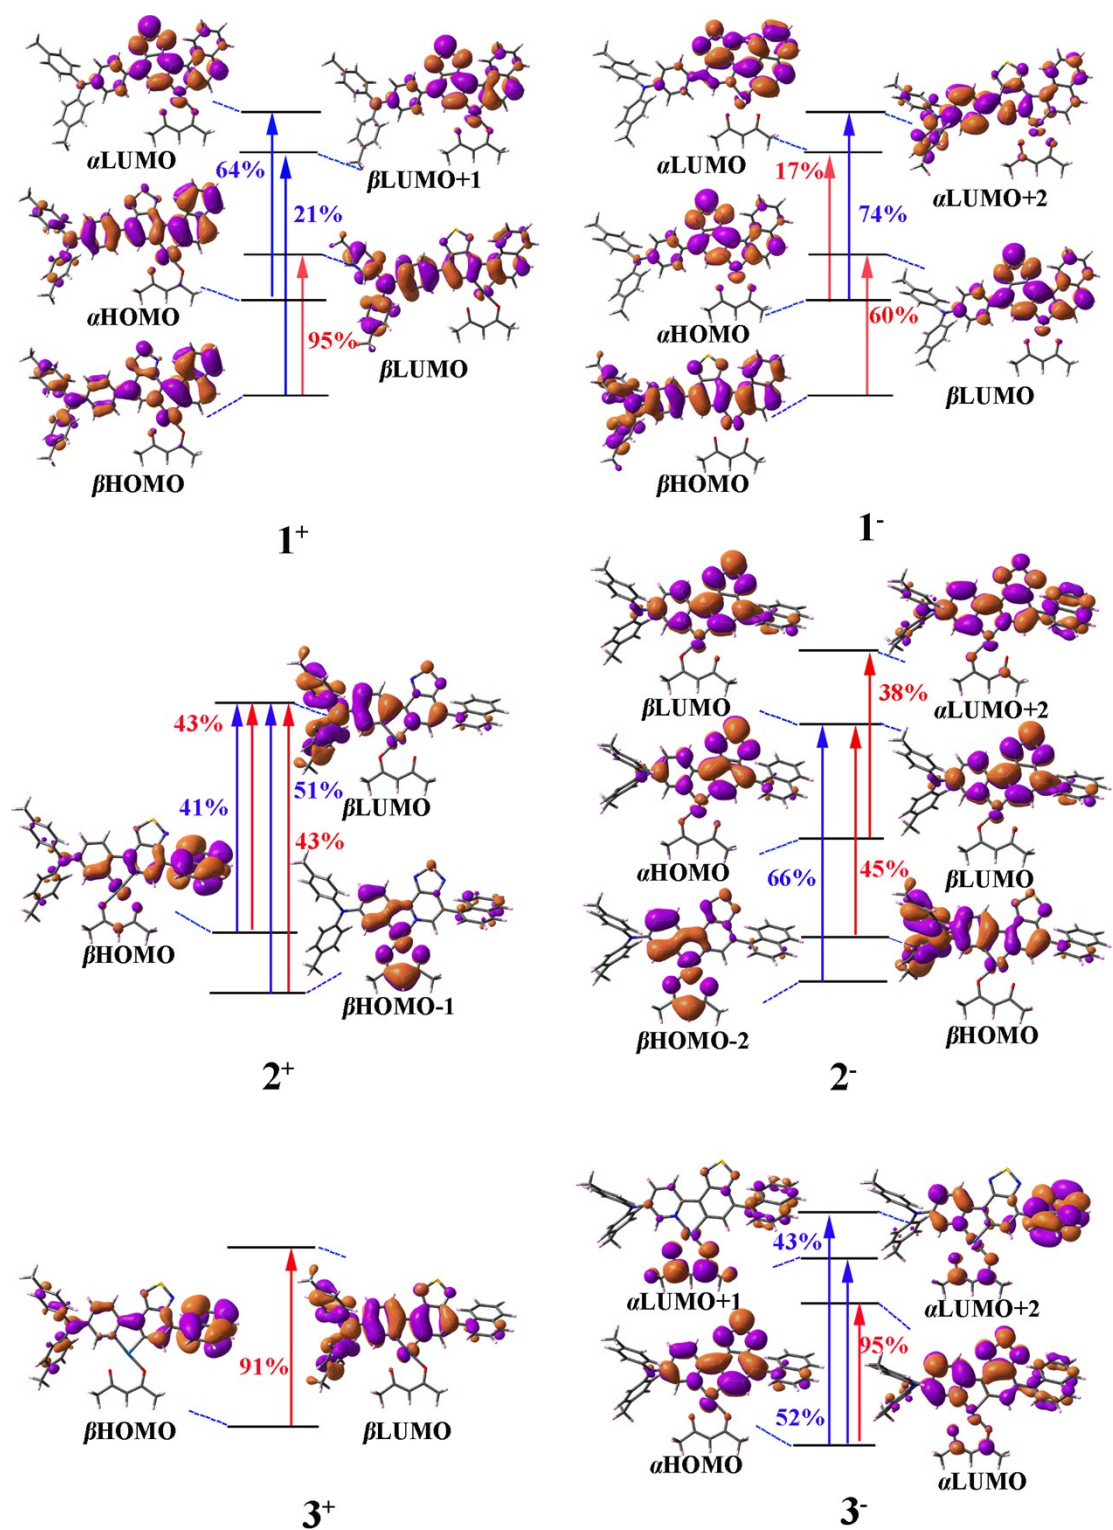 αLUMO
βLUMO+1
64%
21%
αHOMO
95%
βLUMO
βHOMO
1⁺
αLUMO
17%
αLUMO+2
74%
αHOMO
60%
βLUMO
βHOMO
1⁻
43%
βLUMO
41%
51%
43%
βHOMO
βHOMO-1
2⁺
βLUMO
38%
αLUMO+2
αHOMO
βLUMO
66%
45%
βHOMO-2
βHOMO
2⁻
91%
βHOMO
βLUMO
3⁺
43%
αLUMO+1
αLUMO+2
95%
52%
αHOMO
αLUMO
3⁻